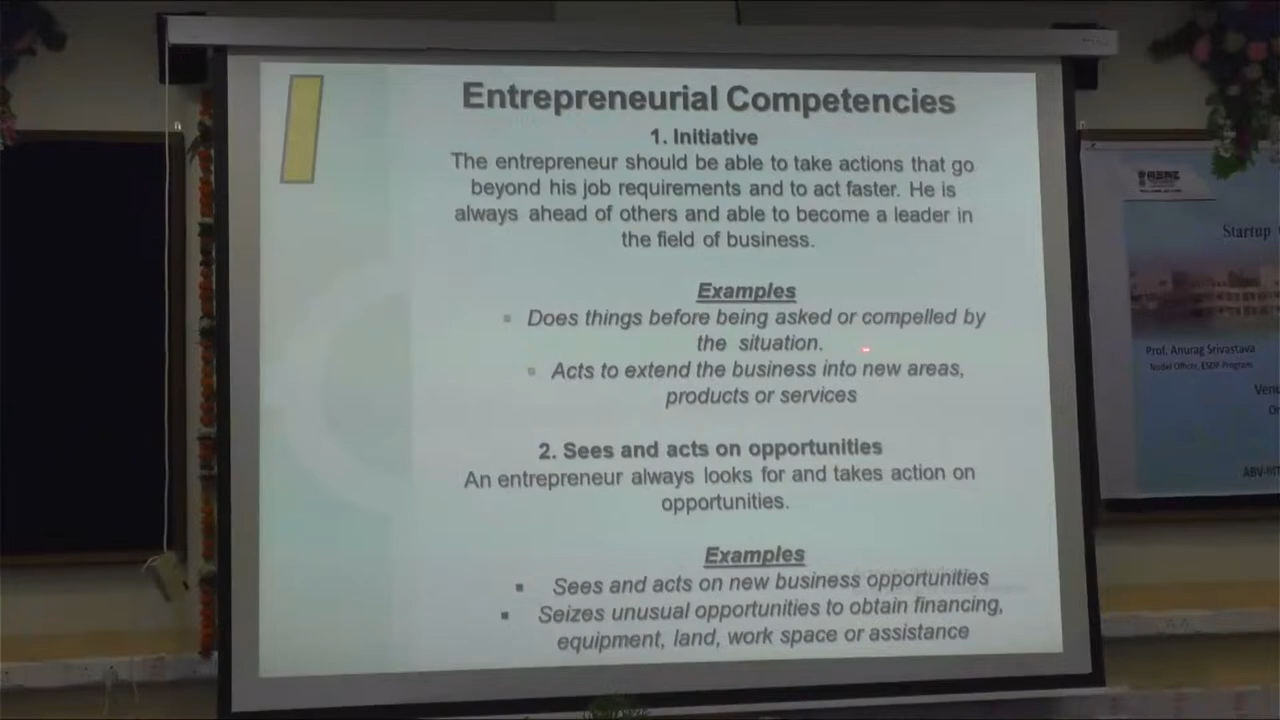 Entrepreneurial Competencies
1. Initiative
The entrepreneur should be able to take actions that go
beyond his job requirements and to act faster. He is
always ahead of others and able to become a leader in
the field of business.
Examples
▪ Does things before being asked or compelled by
the situation.
▪ Acts to extend the business into new areas,
products or services
2. Sees and acts on opportunities
An entrepreneur always looks for and takes action on
opportunities.
Examples
▪ Sees and acts on new business opportunities
▪ Seizes unusual opportunities to obtain financing,
equipment, land, work space or assistance
Startup
Prof. Anurag Srivastava
Nodal Officer, ESDP Program